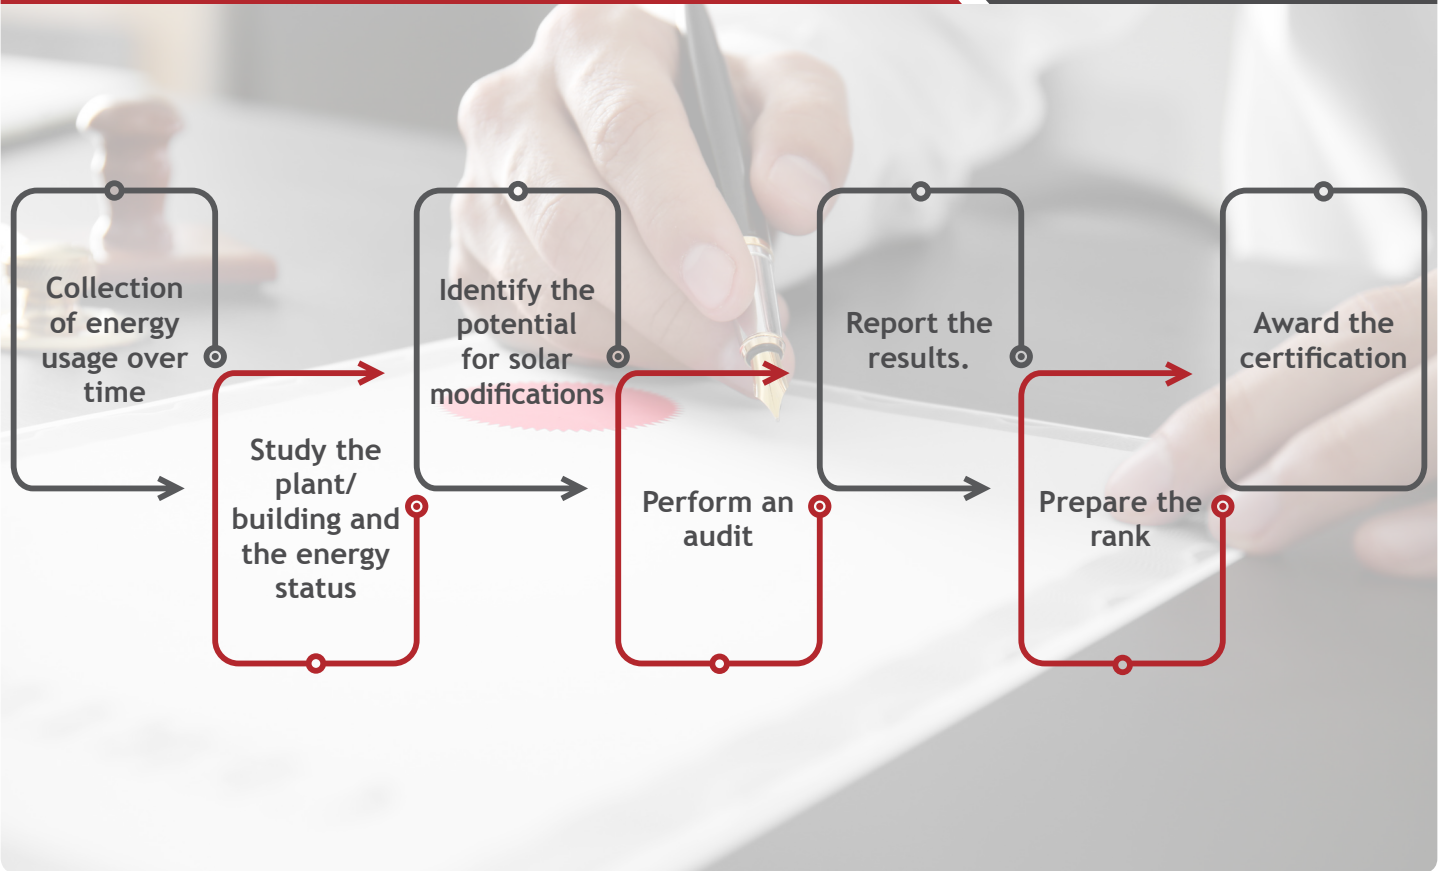 Collection
of energy
usage over
time
Study the
plant/
building and
the energy
status
Identify the
potential
for solar
modifications
Perform an
audit
Report the
results.
Prepare the
rank
Award the
certification